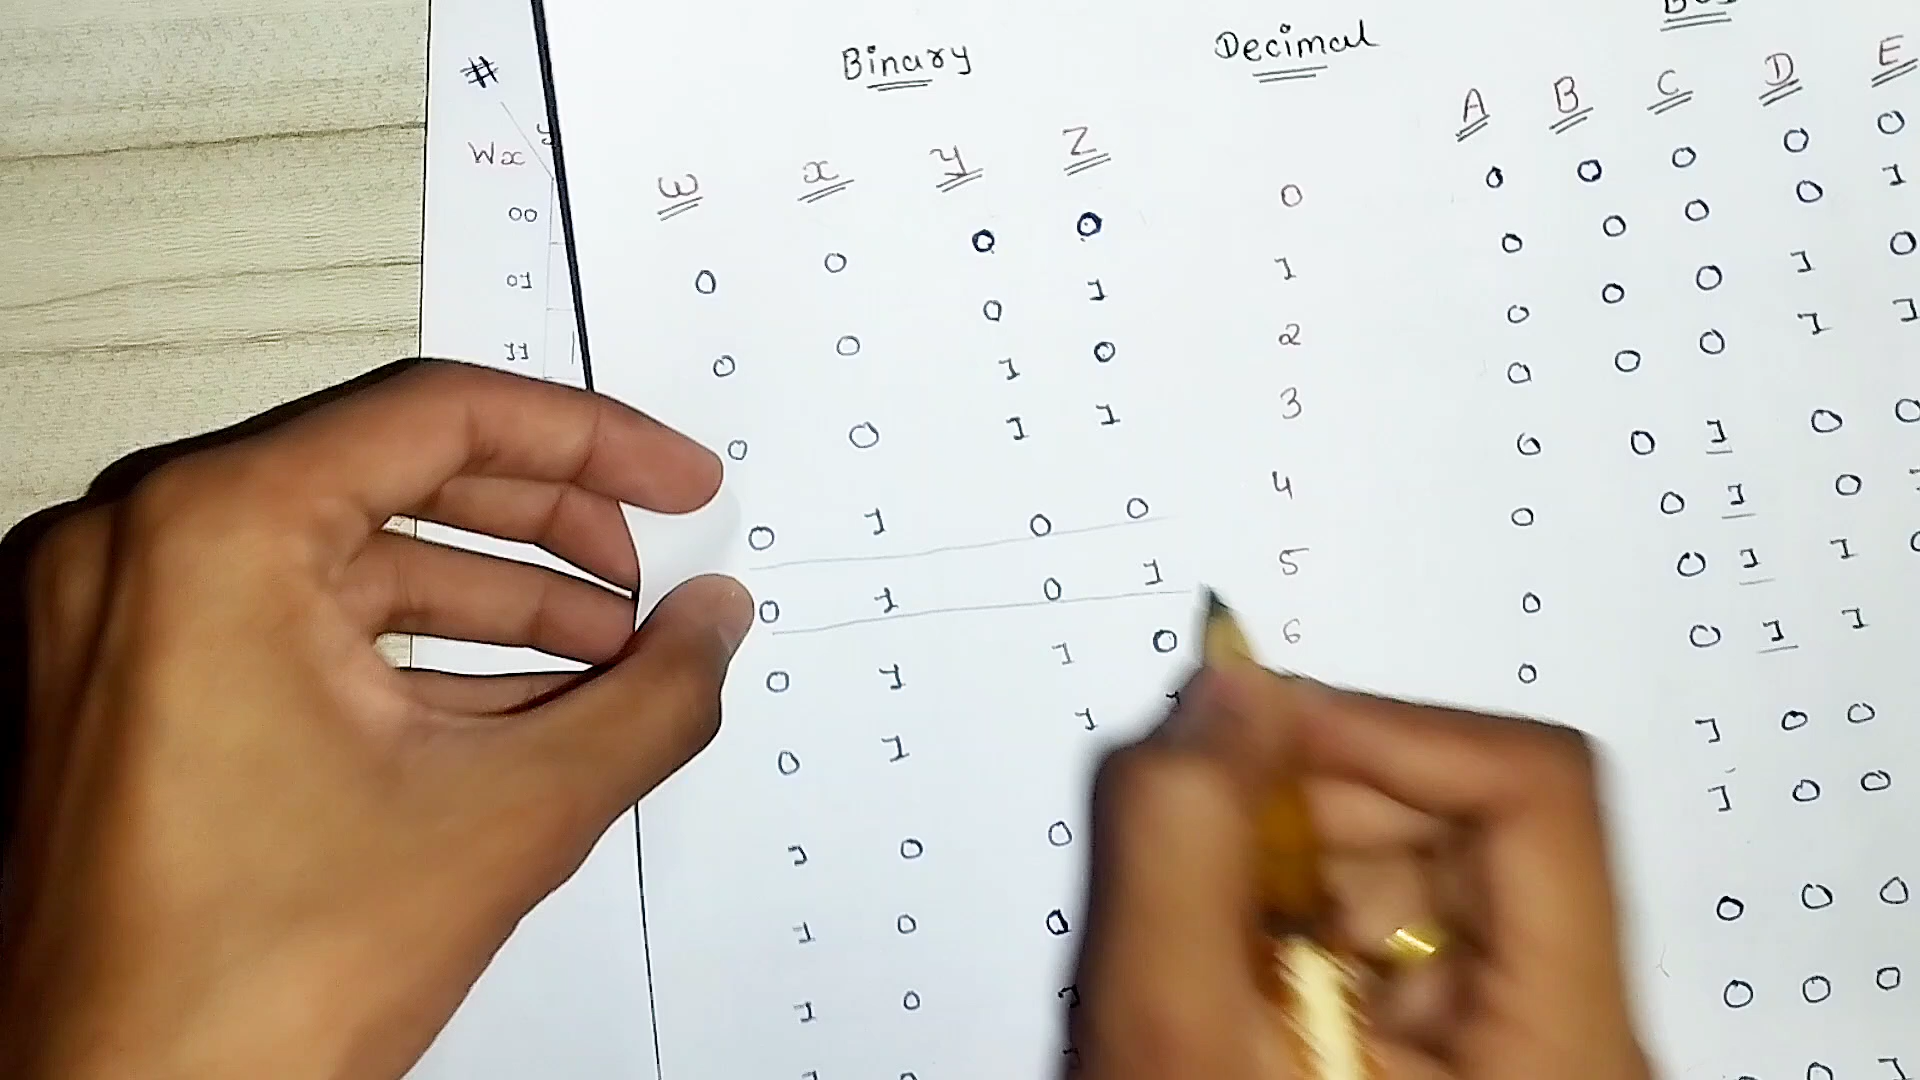 #
Wx
00
01
11
Binary Decimal
W x y Z A B C D E
0 0 0 0 0 0 0 0 0 0
0 0 0 1 1 0 0 0 0 1
0 0 1 0 2 0 0 0 1 0
0 0 1 1 3 0 0 0 1 1
0 1 0 0 4 0 0 1 0 0
0 1 0 1 5 0 0 1 0
0 1 1 0 6 0 0 1 1
0 1 1 1 0 0 1 1
1 0 0 1 0 0
1 0 0 1 0 0
1 0 0 0 0
0 0 0